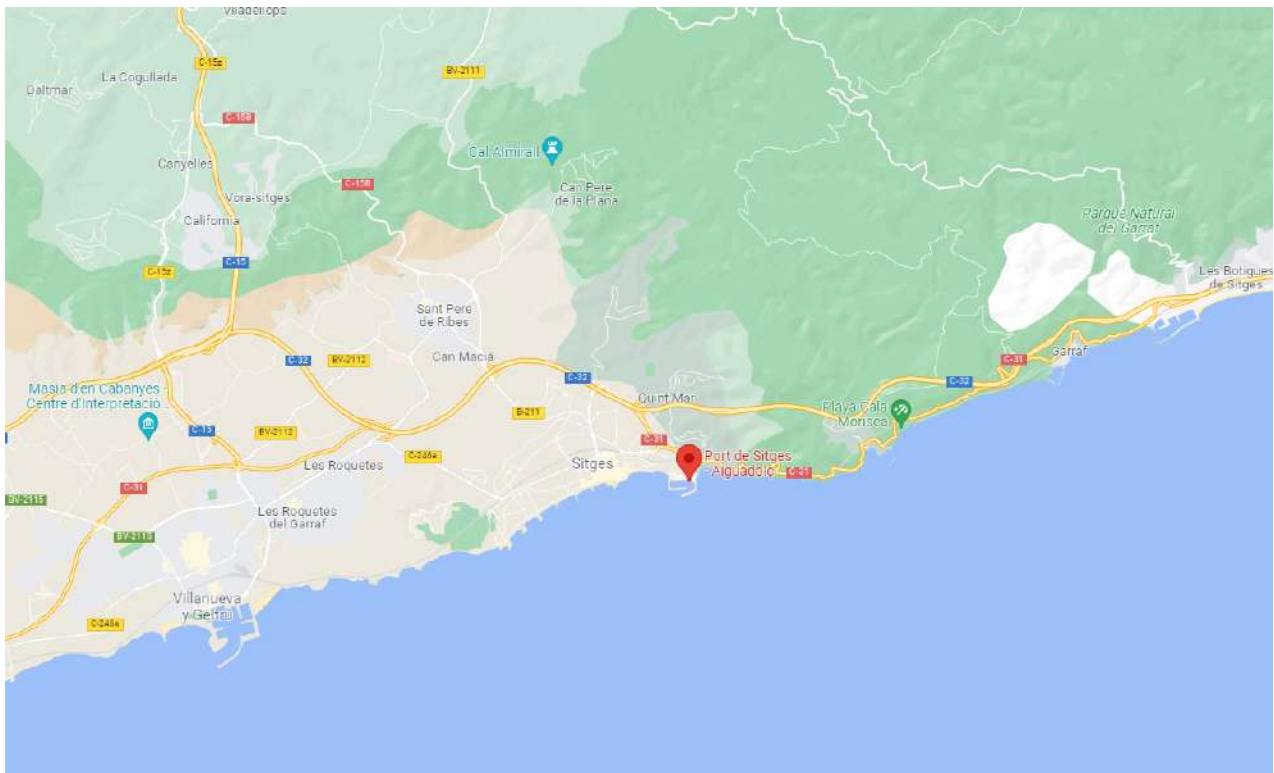 Viladellops
C-15z
La Cogullada
BV-2111
Daltmar
C-15B
Cal Almirall
Canyelles
C-15B
Can Pere
de la Plana
Vora-sitges
California
Parque Natural
del Garraf
C-15
C-15z
Les Botigues
de Sitges
Sant Pere
de Ribes
Can Macià
C-32
BV-2112
C-31
Garraf
C-32
C-32
Masia d'en Cabanyes
Centre d'Interpretació
Quint Mar
Playa Cala
Morisca
B-211
C-15
BV-2112
C-31
Les Roquetes
C-246a
Sitges
Port de Sitges
Aiguadolç
C-31
C-31
BV-2115
Les Roquetes
del Garraf
BV-2115
Villanueva
y Geltrú
C-246a